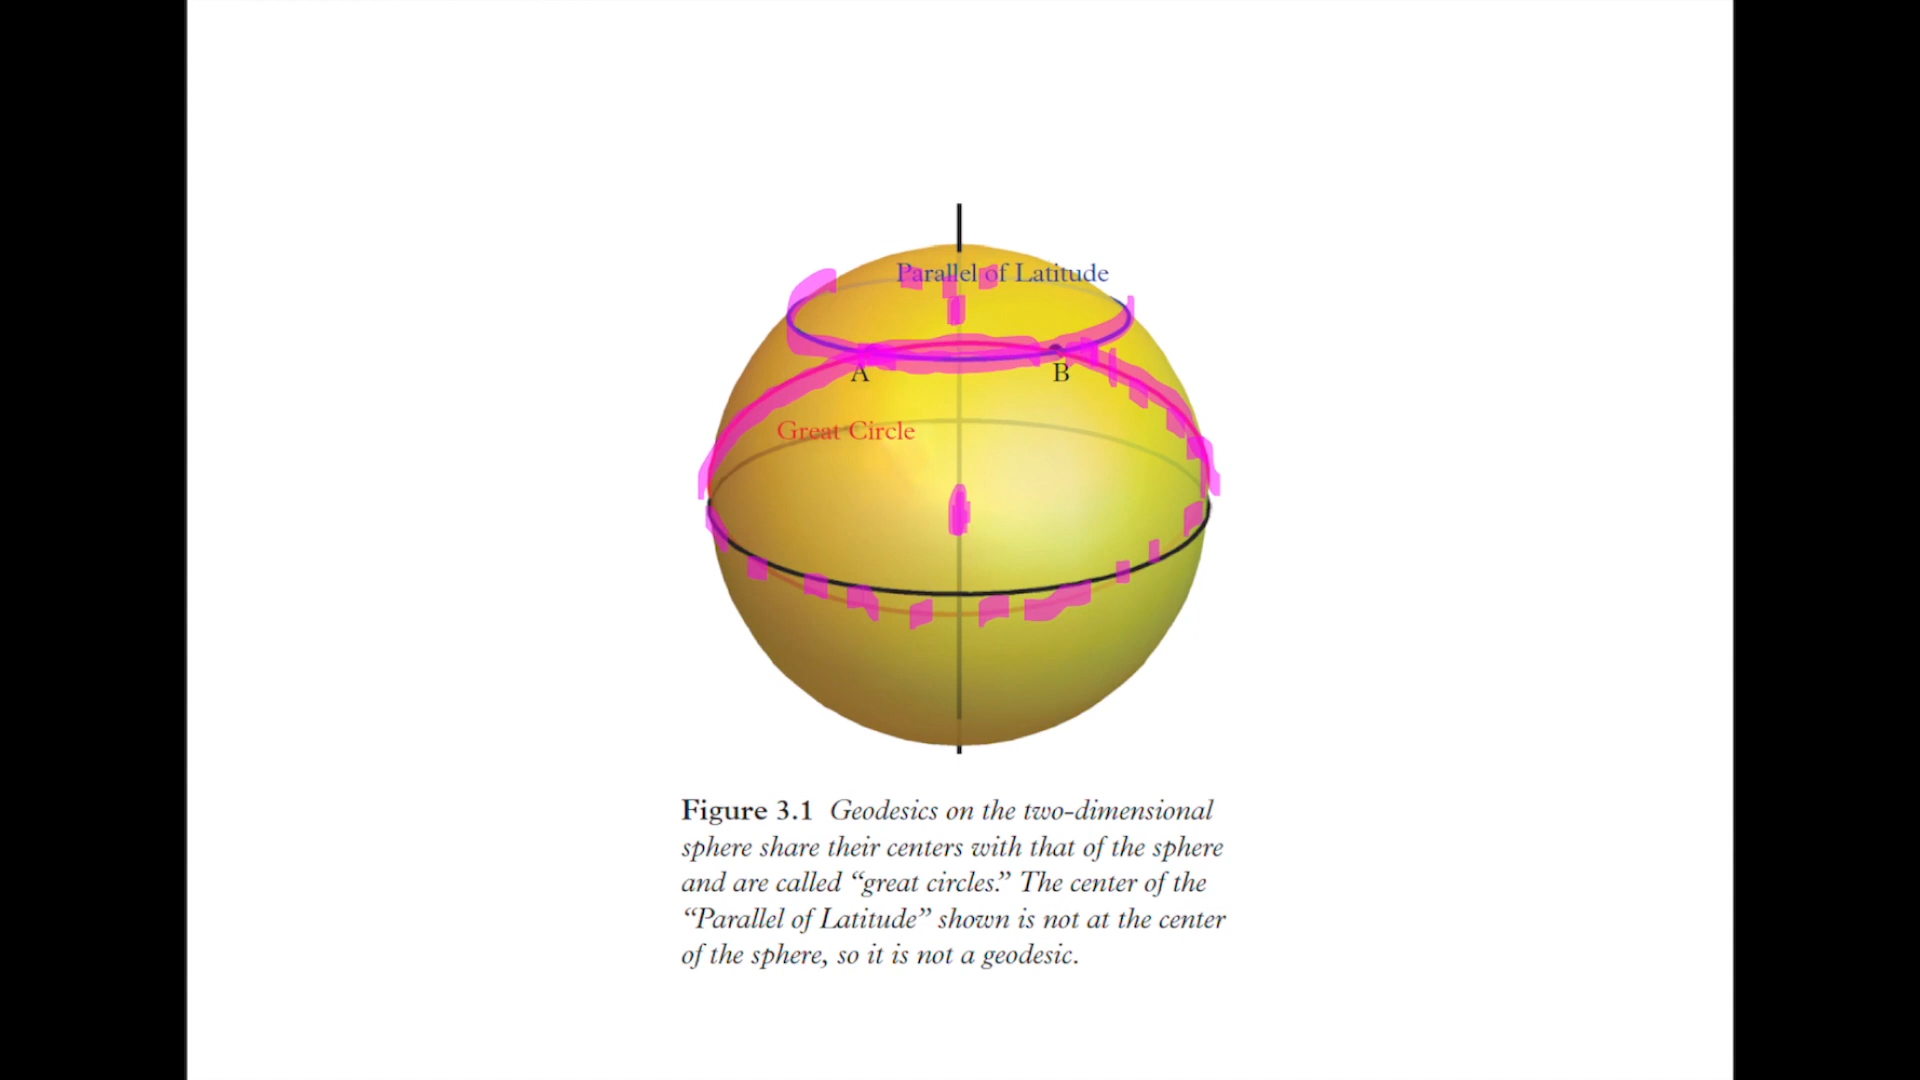 Parallel of Latitude
A
B
Great Circle
Figure 3.1 Geodesics on the two-dimensional
sphere share their centers with that of the sphere
and are called “great circles.” The center of the
“Parallel of Latitude” shown is not at the center
of the sphere, so it is not a geodesic.